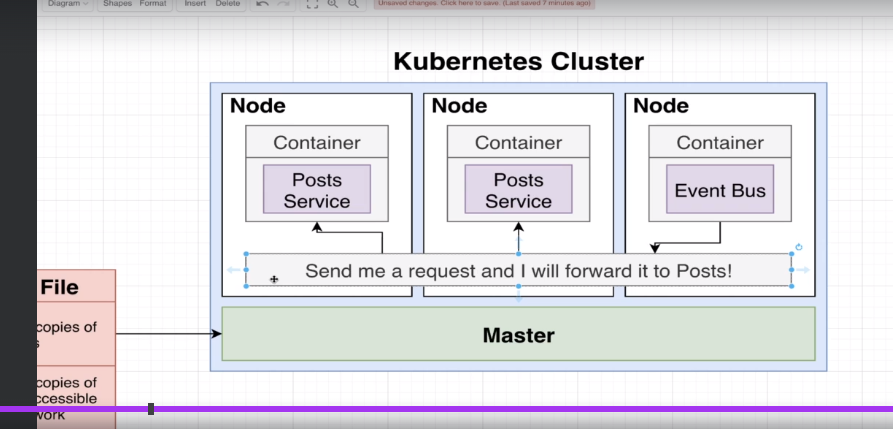 Diagram Shapes Format Insert Delete Unsaved changes. Click here to save. (Last saved 7 minutes ago)
Kubernetes Cluster
Node
Container
Posts
Service
Node
Container
Posts
Service
Node
Container
Event Bus
Send me a request and I will forward it to Posts!
Master
File
copies of
s
copies of
ccessible
work